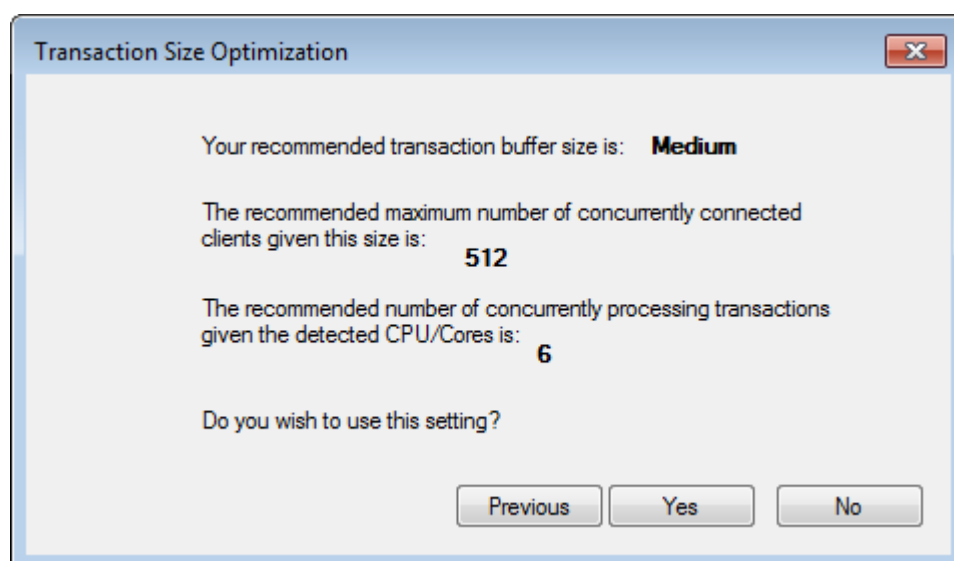 Transaction Size Optimization
Your recommended transaction buffer size is: Medium
The recommended maximum number of concurrently connected
clients given this size is:
512
The recommended number of concurrently processing transactions
given the detected CPU/Cores is:
6
Do you wish to use this setting?
Previous Yes No